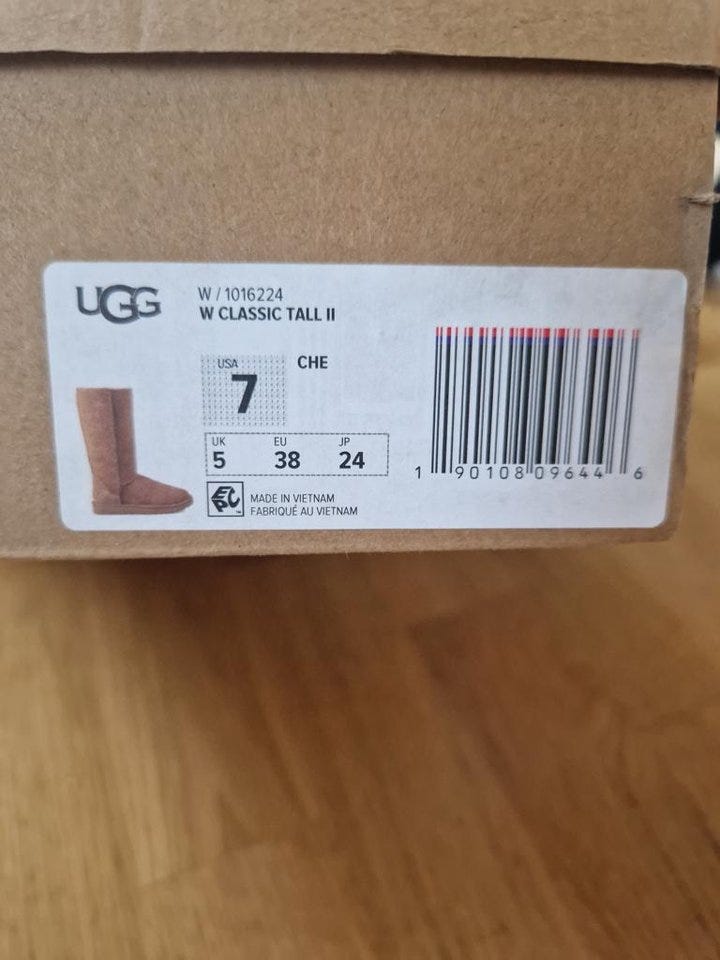 UGG
W / 1016224
W CLASSIC TALL II
USA
7
CHE
UK EU JP
5 38 24
EPC
MADE IN VIETNAM
FABRIQUÉ AU VIETNAM
1 90108 09644 6